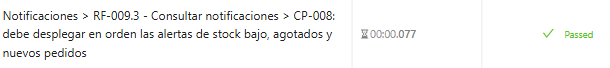 Notificaciones > RF-009.3 - Consultar notificaciones > CP-008:
debe desplegar en orden las alertas de stock bajo, agotados y
nuevos pedidos
00:00.077
Passed